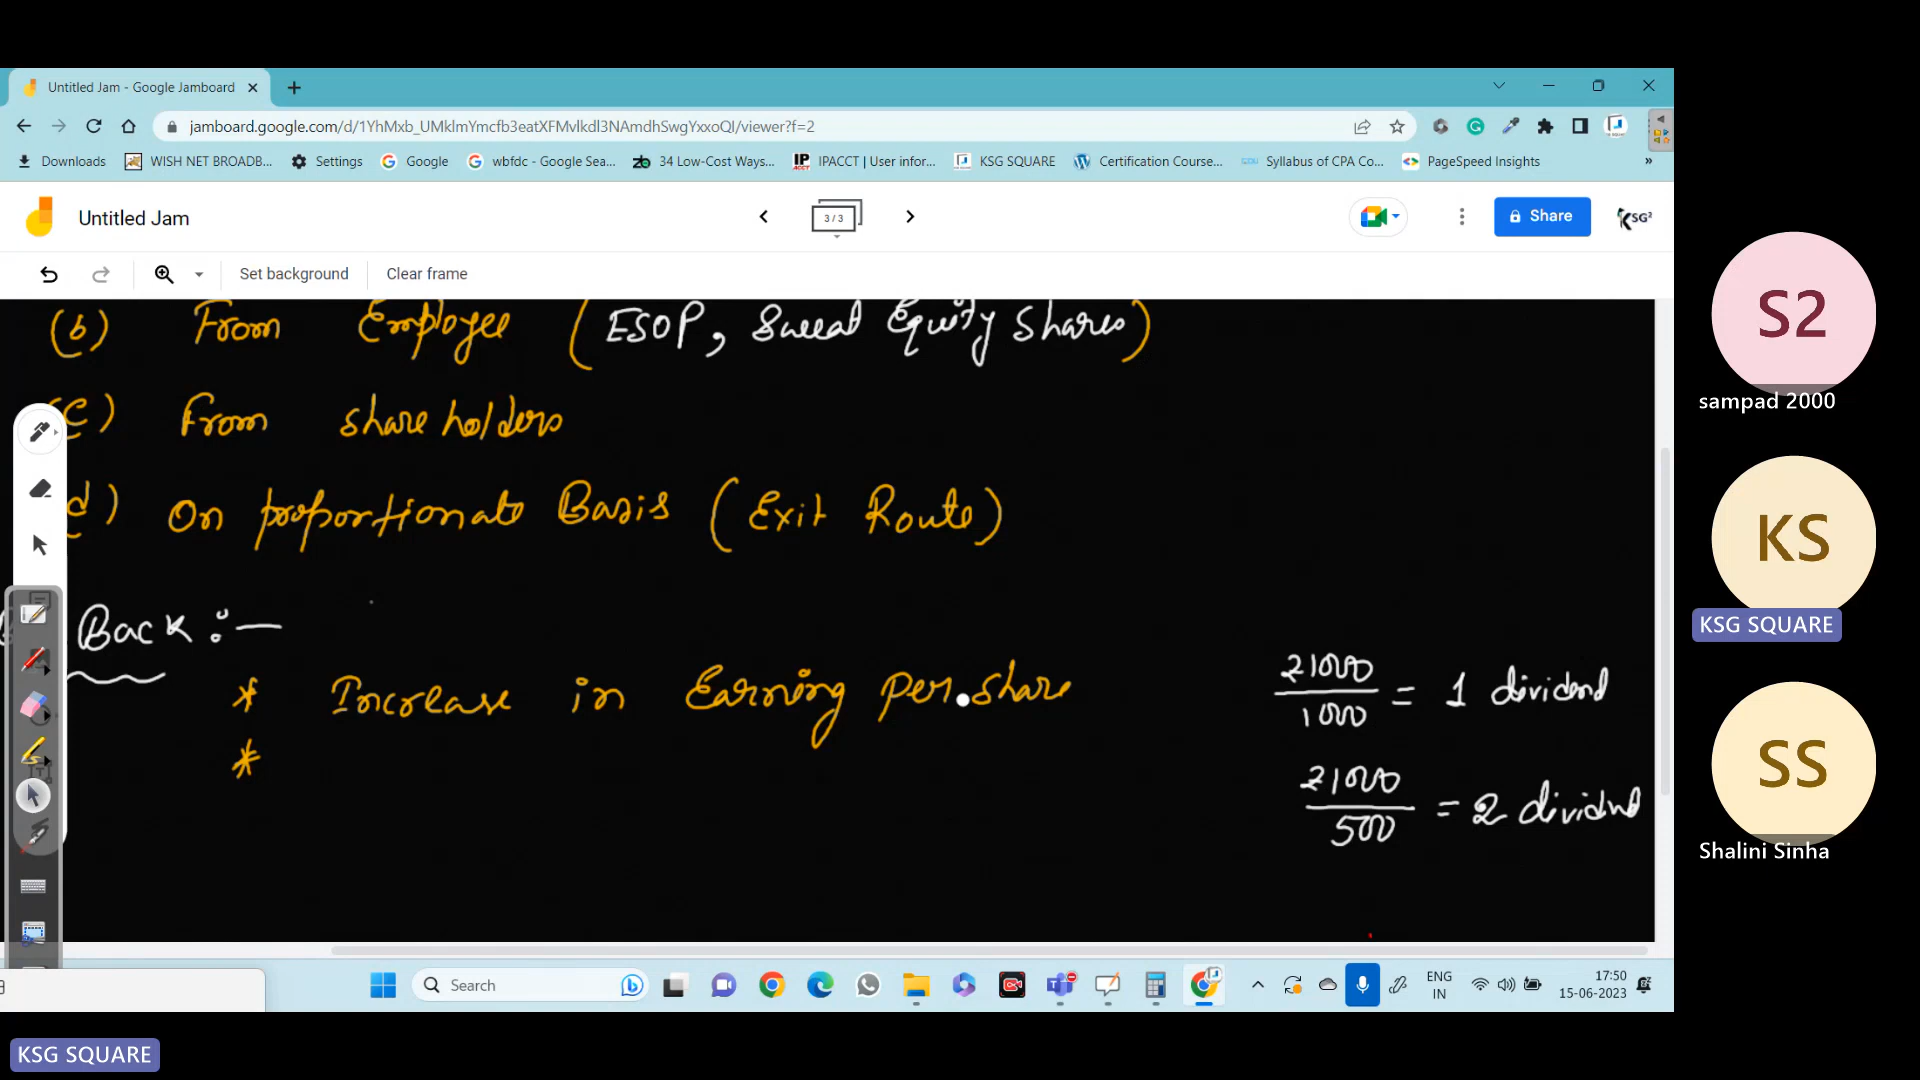 Untitled Jam - Google Jamboard
jamboard.google.com/d/1YhMxb_UMklmYmcfb3eatXFMvlkdl3NAmdhSwgYxxoQI/viewer?f=2
Downloads WISH NET BROADB... Settings Google wbfdc - Google Sea... 34 Low-Cost Ways... IPACCT | User infor... KSG SQUARE Certification Course... Syllabus of CPA Co... PageSpeed Insights »
Untitled Jam
3 / 3
Share
KSG²
Set background Clear frame
(b) From Employee (ESOP, Sweat Equity Shares)
(c) From share holders
(d) On proportionate Basis (Exit Route)
Back :—
* Increase in Earning per share
*
21000
1000
= 1 dividend
21000
500
= 2 dividend
Search
ENG
IN
17:50
15-06-2023
S2
sampad 2000
KS
KSG SQUARE
SS
Shalini Sinha
KSG SQUARE